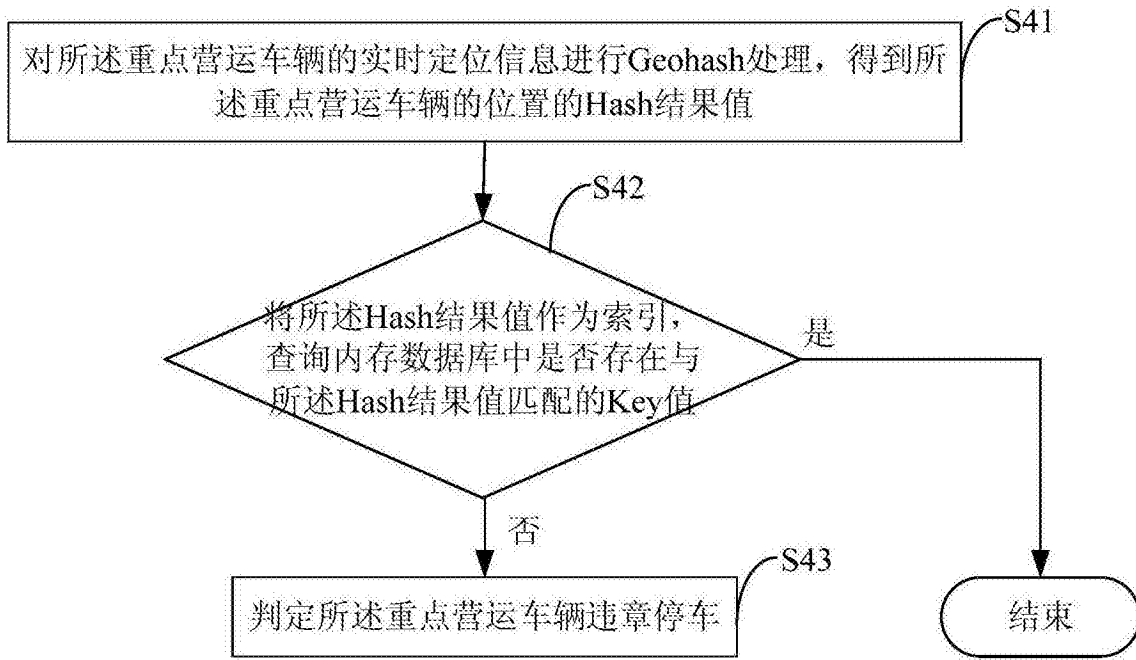 S41
对所述重点营运车辆的实时定位信息进行Geohash处理，得到所
述重点营运车辆的位置的Hash结果值
S42
将所述Hash结果值作为索引，
查询内存数据库中是否存在与
所述Hash结果值匹配的Key值
是
否
S43
判定所述重点营运车辆违章停车
结束